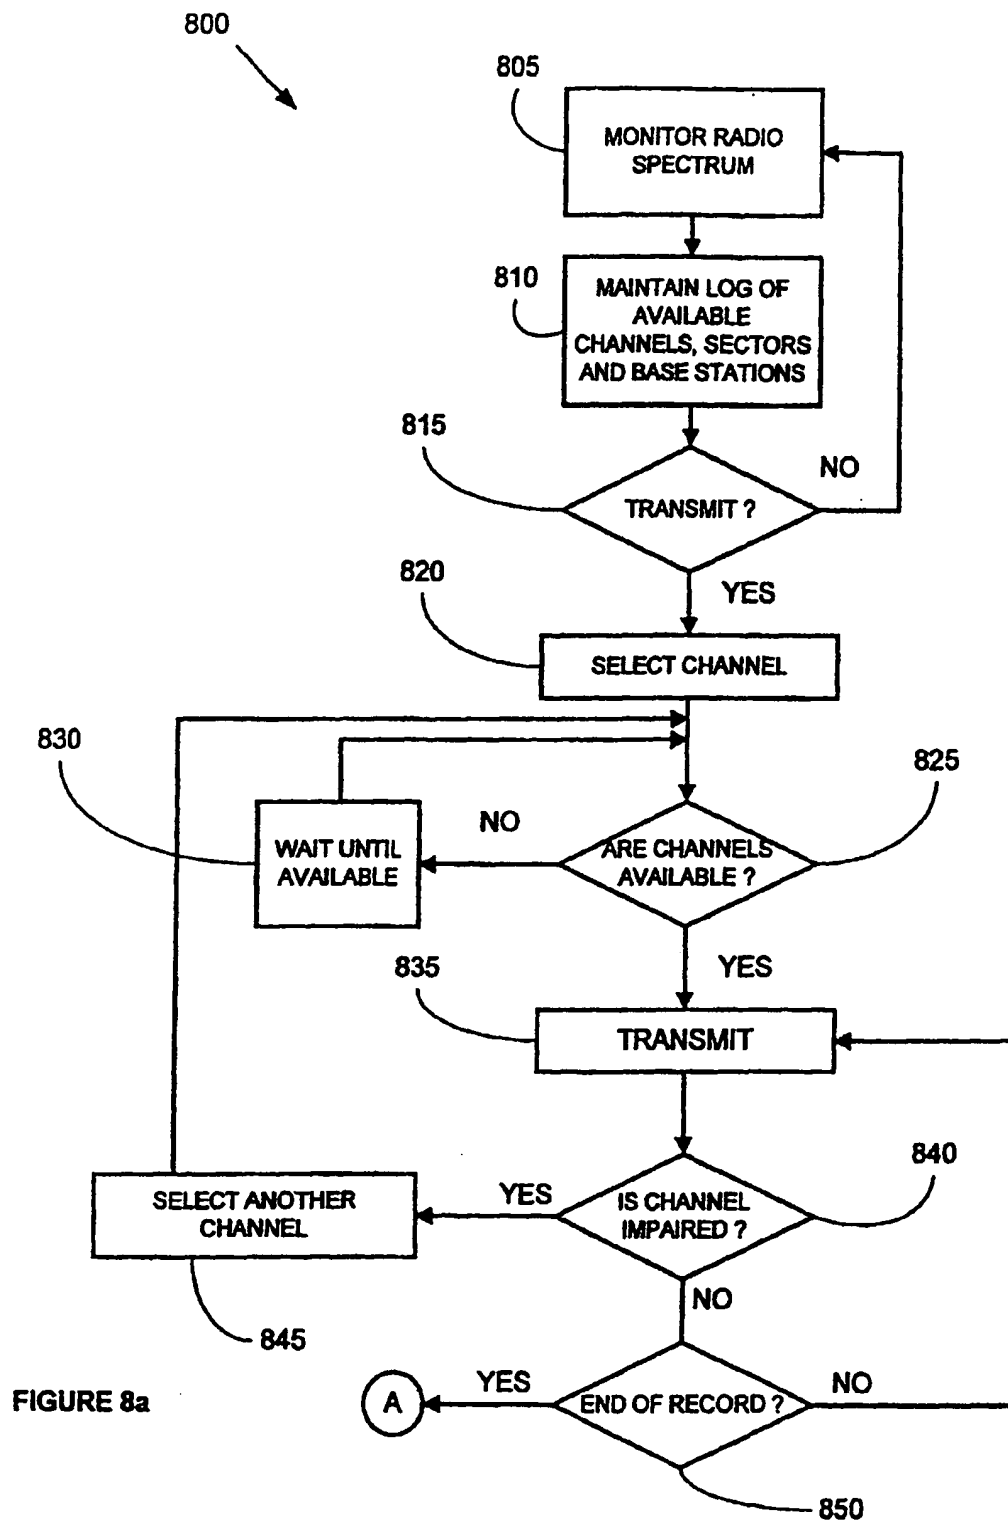 800
805
MONITOR RADIO
SPECTRUM
810
MAINTAIN LOG OF
AVAILABLE
CHANNELS, SECTORS
AND BASE STATIONS
815
NO
TRANSMIT ?
820
YES
SELECT CHANNEL
830
825
NO
WAIT UNTIL
AVAILABLE
ARE CHANNELS
AVAILABLE ?
835
YES
TRANSMIT
840
SELECT ANOTHER
CHANNEL
YES
IS CHANNEL
IMPAIRED ?
NO
845
FIGURE 8a
A
YES
END OF RECORD ?
NO
850